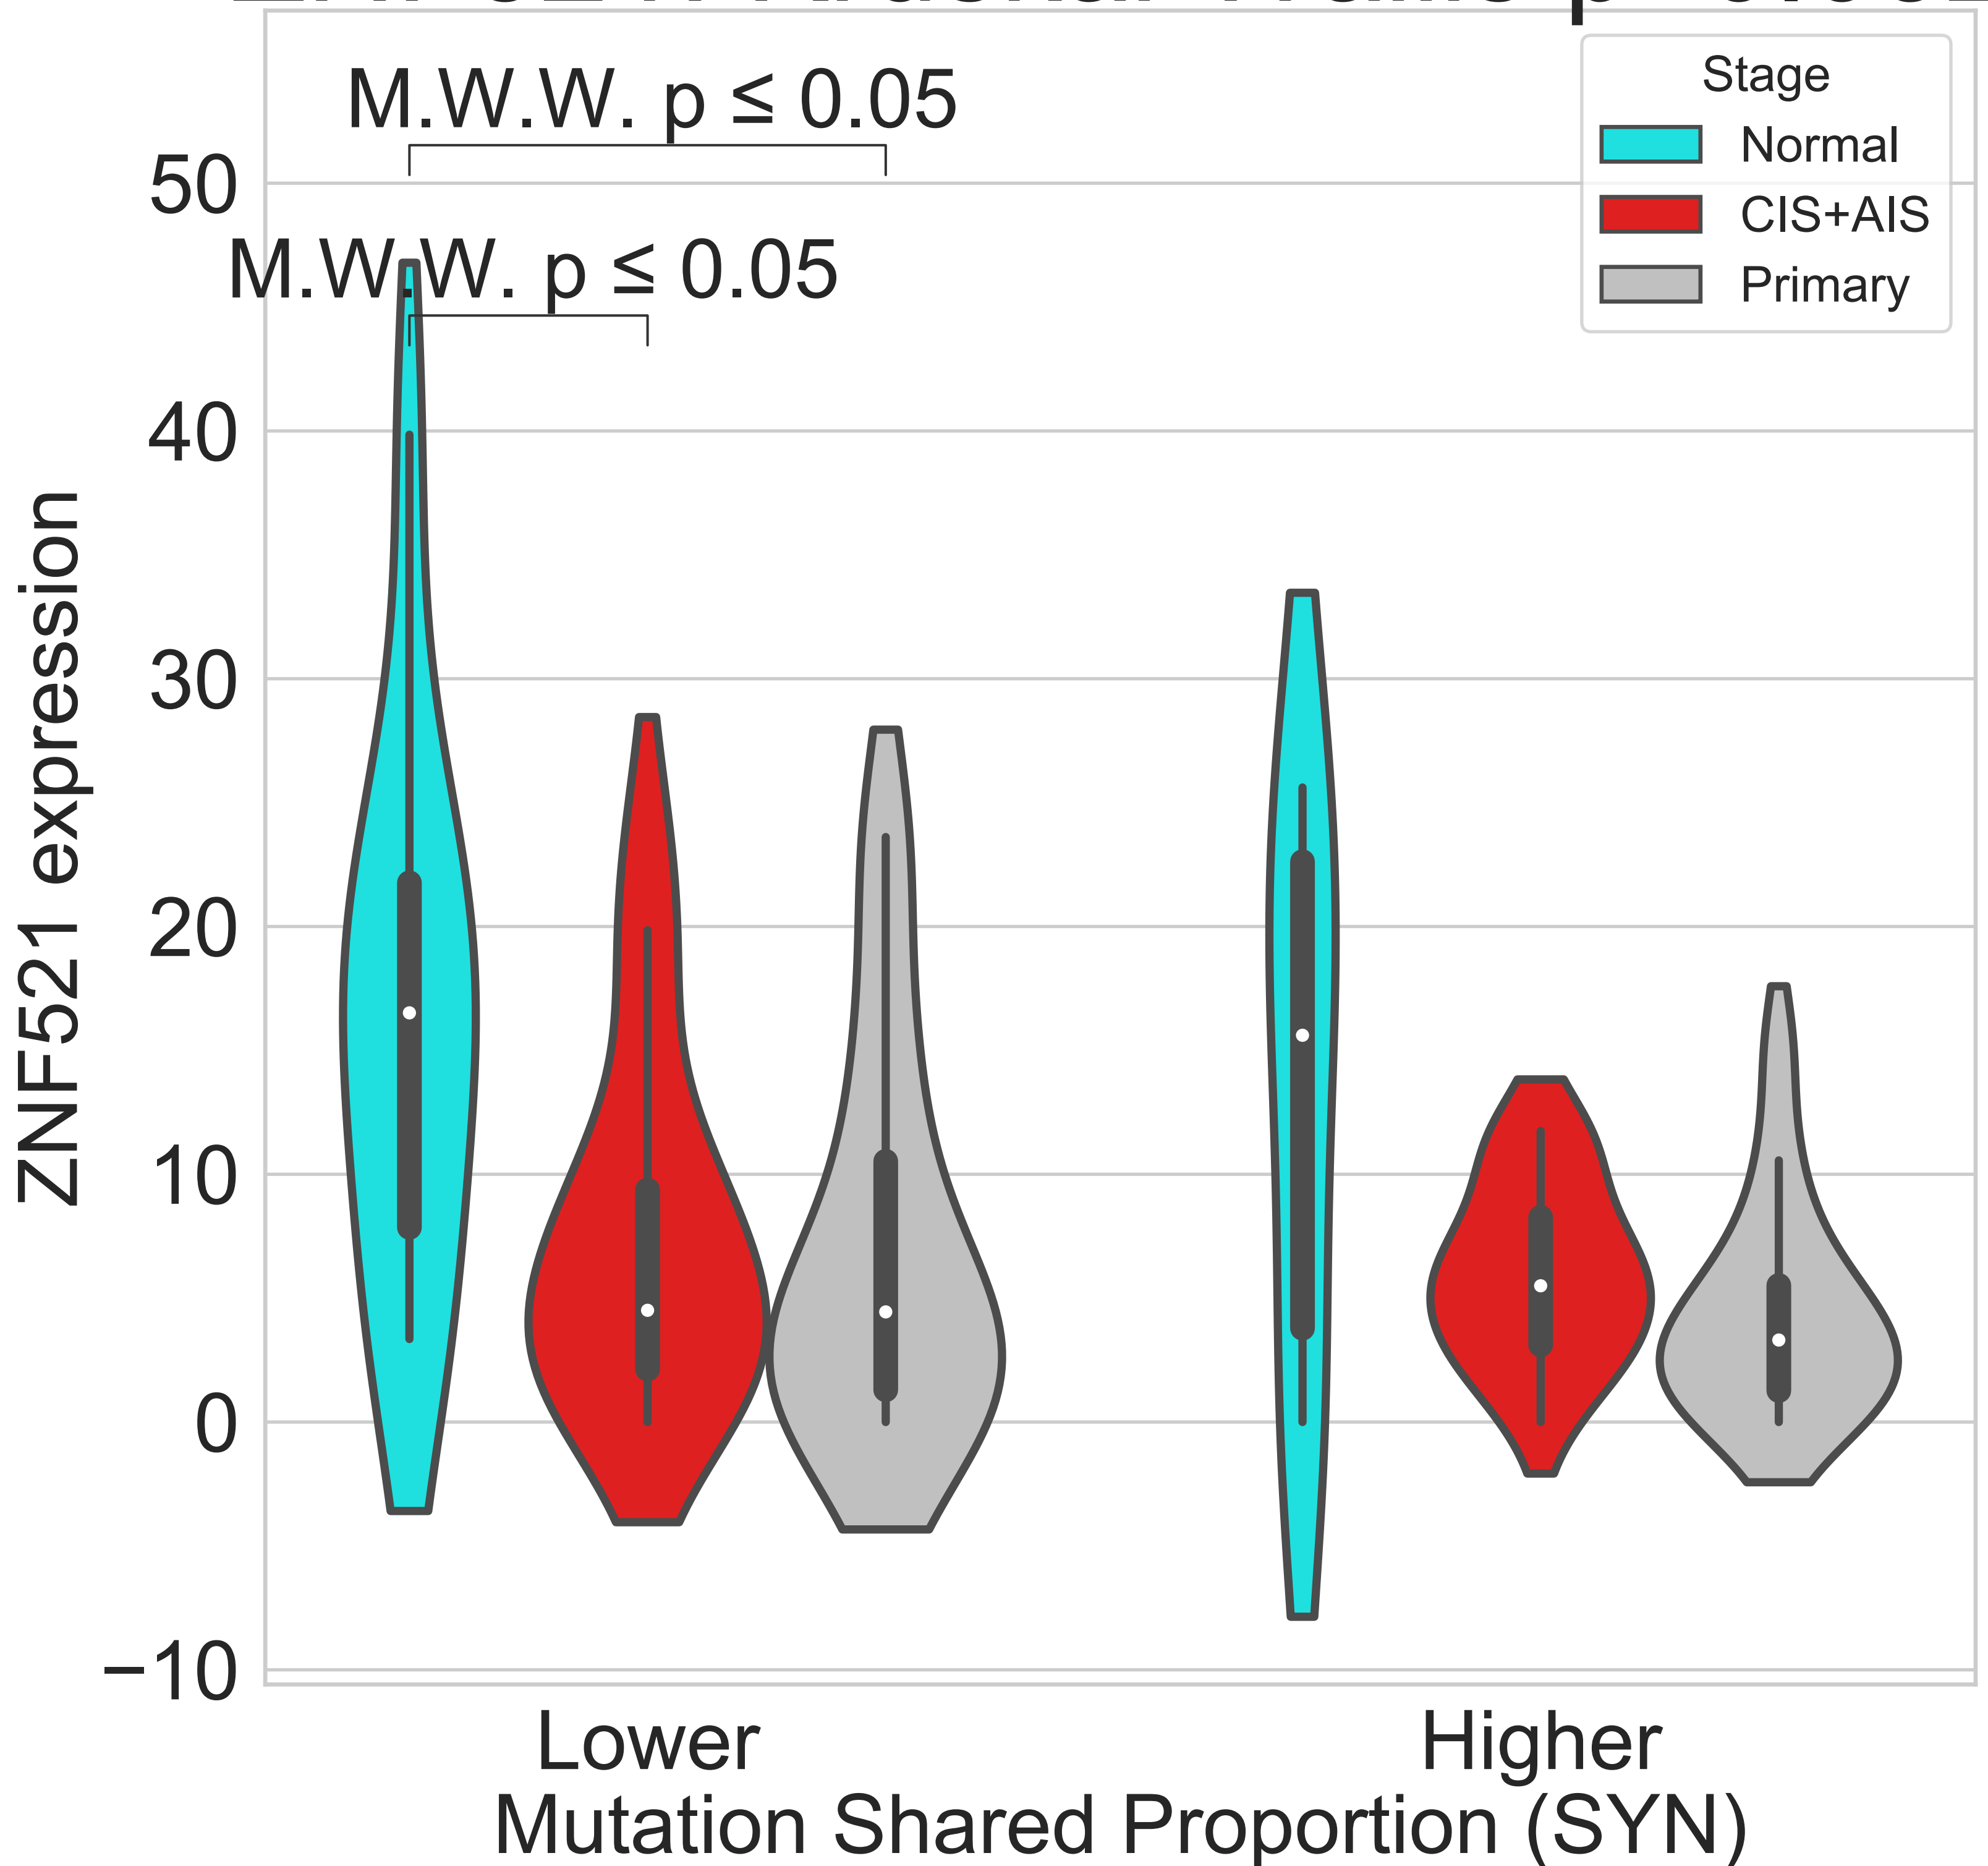 M.W.W. p ≤ 0.05
M.W.W. p ≤ 0.05
Stage
Normal
CIS+AIS
Primary
50
40
30
20
10
0
−10
ZNF521 expression
Lower
Higher
Mutation Shared Proportion (SYN)